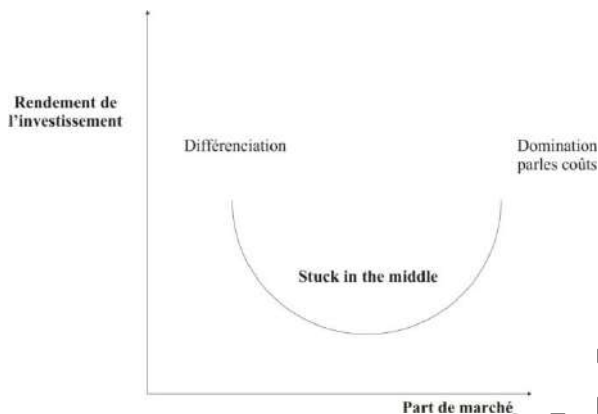 Rendement de
l'investissement
Différenciation
Domination
parles coûts
Stuck in the middle
Part de marché